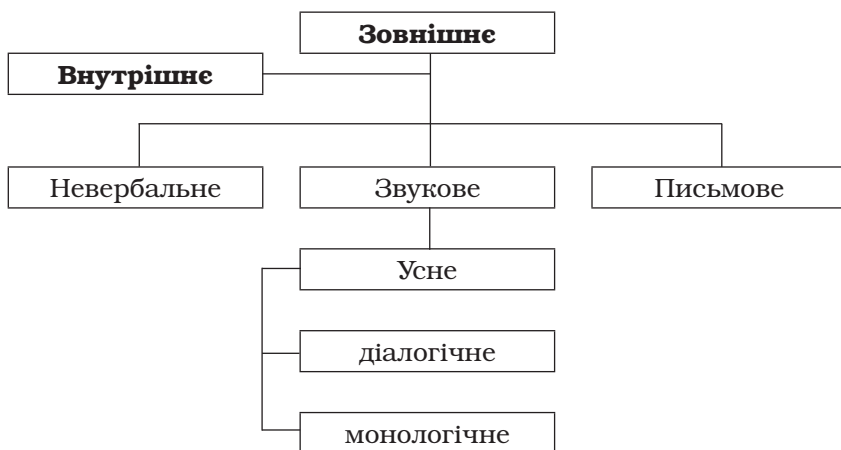 Зовнішнє
Внутрішнє
Невербальне
Звукове
Письмове
Усне
діалогічне
монологічне